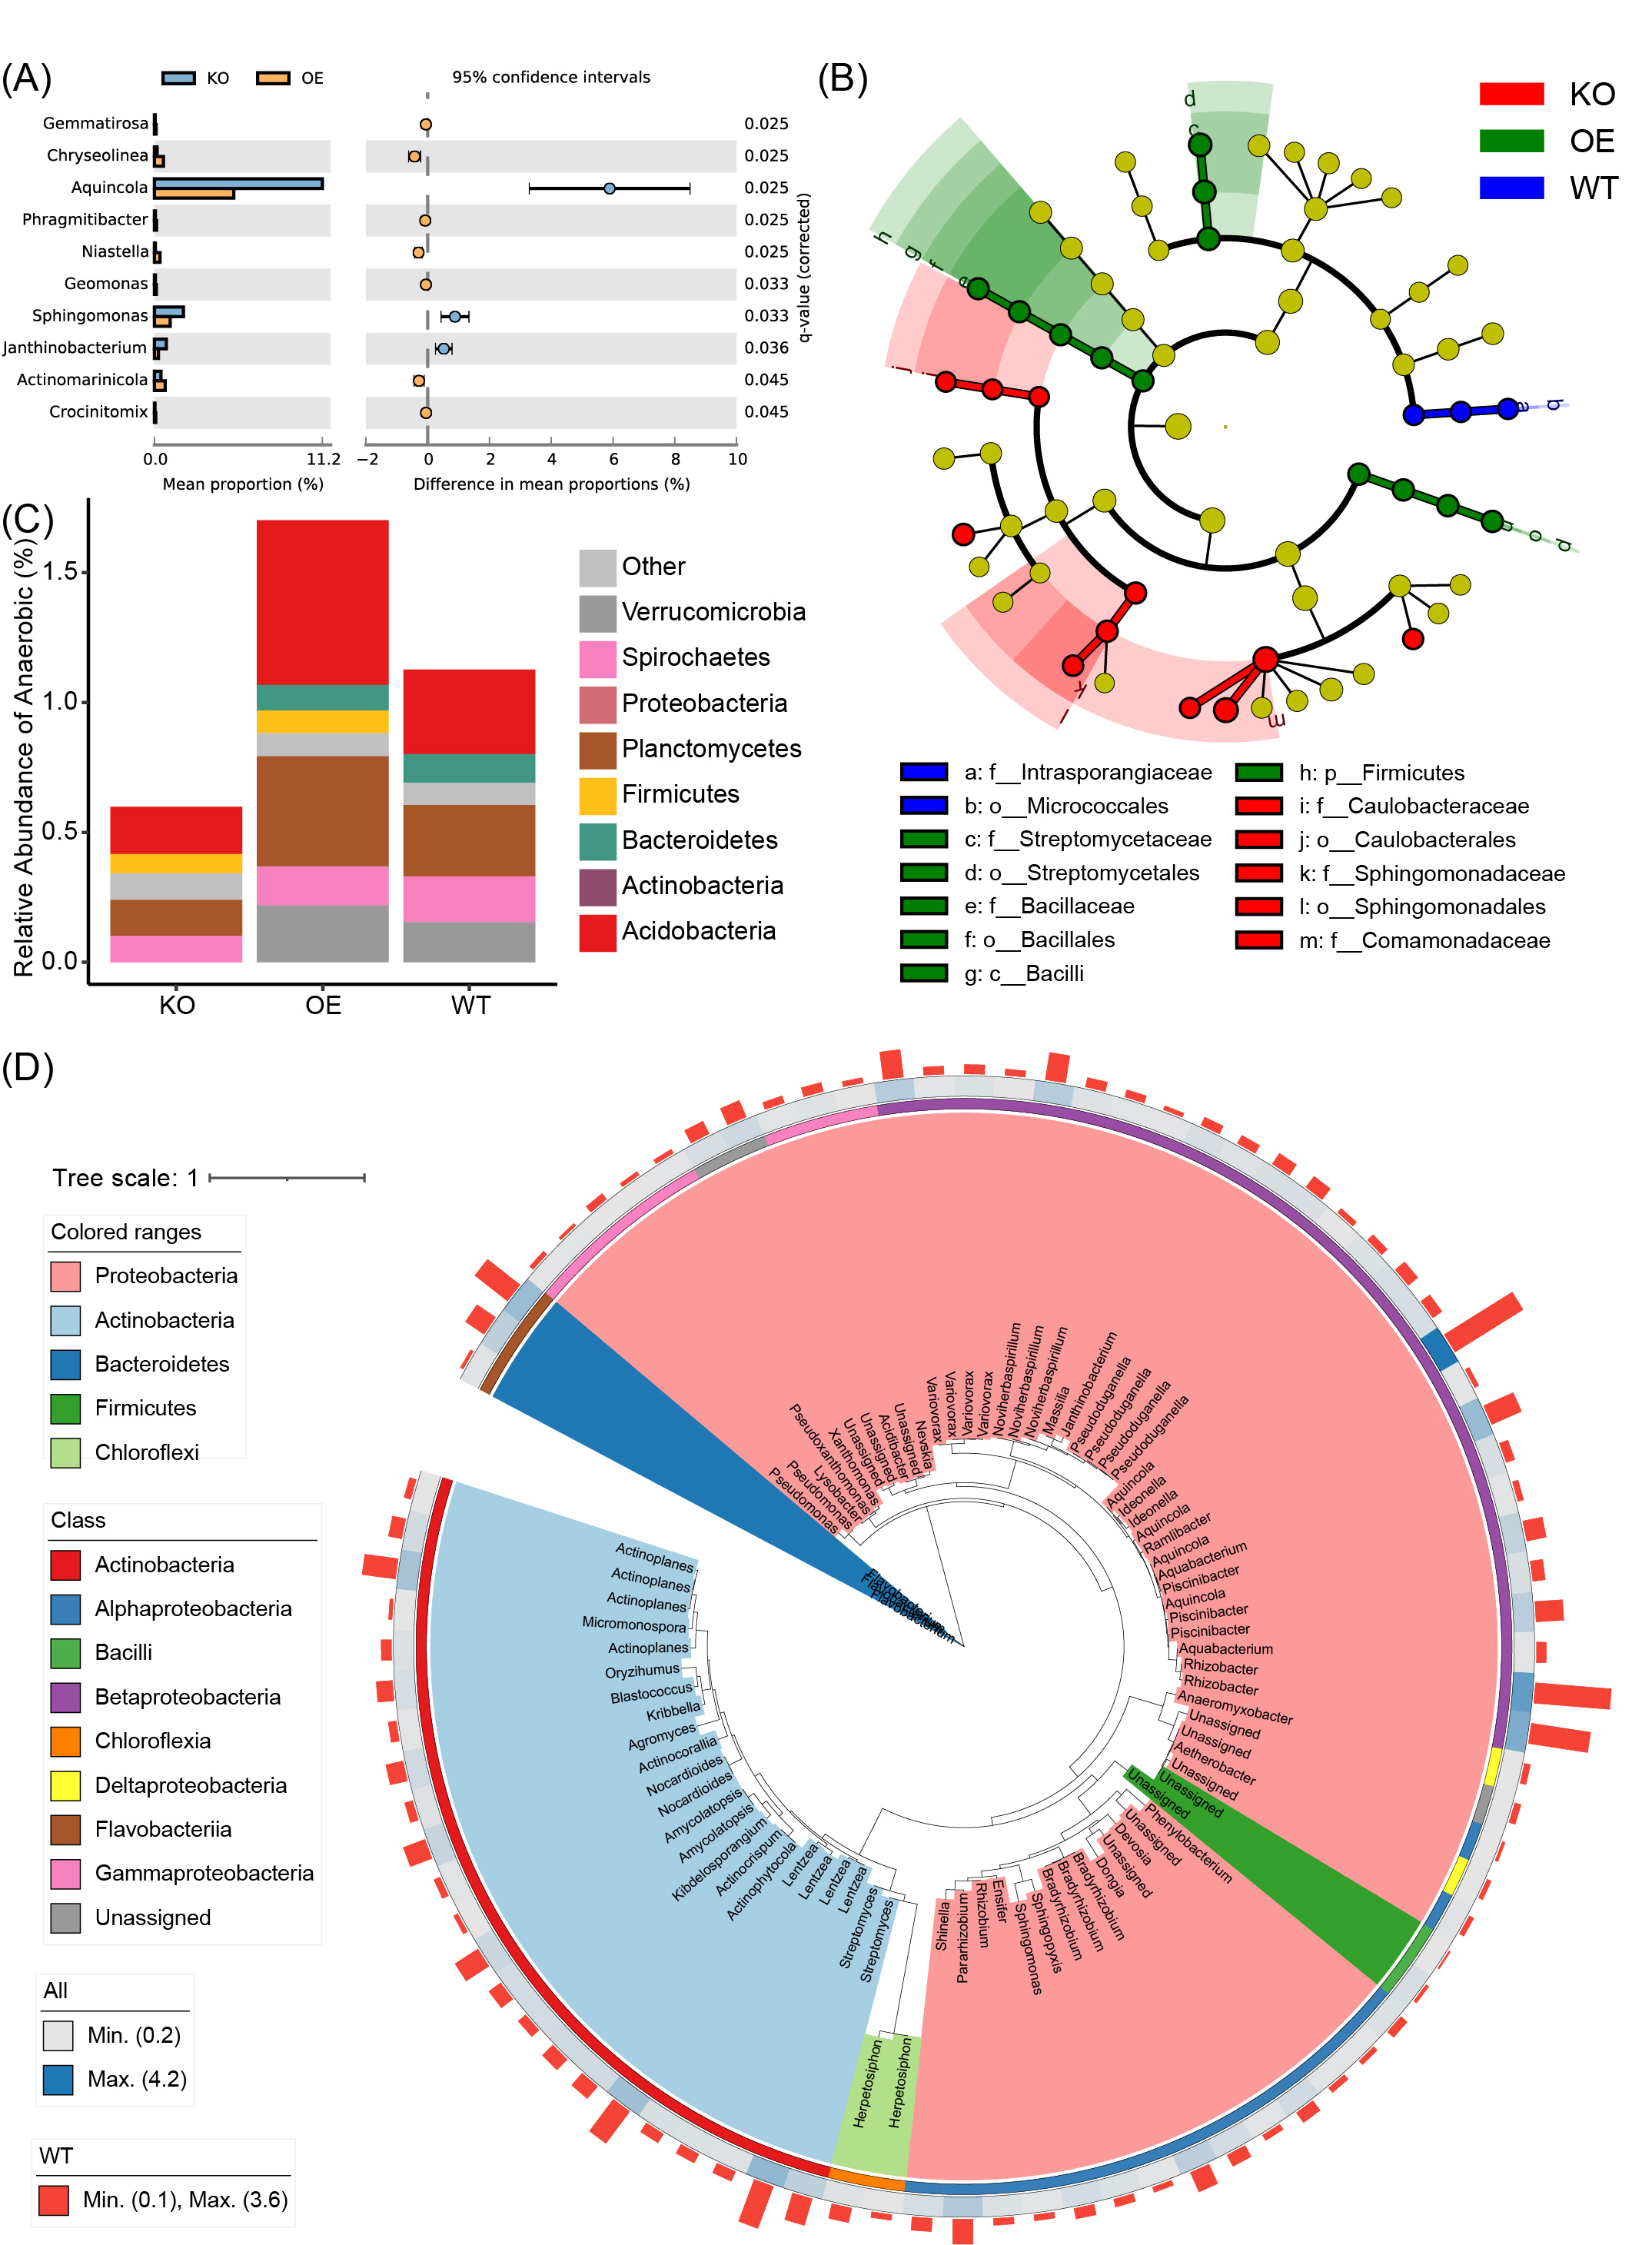 (A)
KO
OE
95% confidence intervals
Gemmatirosa
0.025
Chryseolinea
0.025
Aquincola
0.025
Phragmitibacter
0.025
Niastella
0.025
Geomonas
0.033
Sphingomonas
0.033
Janthinobacterium
0.036
Actinomarinicola
0.045
Crocinitomix
0.045
q-value (corrected)
0.0
11.2
−2
0
2
4
6
8
10
Mean proportion (%)
Difference in mean proportions (%)
(B)
KO
OE
WT
d
c
h
g
f
e
j
i
a
b
n
o
p
k
l
m
a: f__Intrasporangiaceae
b: o__Micrococcales
c: f__Streptomycetaceae
d: o__Streptomycetales
e: f__Bacillaceae
f: o__Bacillales
g: c__Bacilli
h: p__Firmicutes
i: f__Caulobacteraceae
j: o__Caulobacterales
k: f__Sphingomonadaceae
l: o__Sphingomonadales
m: f__Comamonadaceae
(C)
Relative Abundance of Anaerobic (%)
1.5
1.0
0.5
0.0
KO
OE
WT
Other
Verrucomicrobia
Spirochaetes
Proteobacteria
Planctomycetes
Firmicutes
Bacteroidetes
Actinobacteria
Acidobacteria
(D)
Tree scale: 1
Colored ranges
Proteobacteria
Actinobacteria
Bacteroidetes
Firmicutes
Chloroflexi
Class
Actinobacteria
Alphaproteobacteria
Bacilli
Betaproteobacteria
Chloroflexia
Deltaproteobacteria
Flavobacteriia
Gammaproteobacteria
Unassigned
All
Min. (0.2)
Max. (4.2)
WT
Min. (0.1), Max. (3.6)
Flavobacterium
Pseudomonas
Pseudomonas
Lysobacter
Pseudoxanthomonas
Xanthomonas
Unassigned
Unassigned
Acidibacter
Unassigned
Nevskia
Variovorax
Variovorax
Variovorax
Variovorax
Noviherbaspirillum
Noviherbaspirillum
Noviherbaspirillum
Massilia
Janthinobacterium
Pseudoduganella
Pseudoduganella
Pseudoduganella
Pseudoduganella
Aquincola
Ideonella
Ideonella
Aquincola
Ramlibacter
Aquincola
Aquabacterium
Piscinibacter
Aquincola
Piscinibacter
Piscinibacter
Aquabacterium
Rhizobacter
Rhizobacter
Anaeromyxobacter
Unassigned
Unassigned
Aetherobacter
Unassigned
Unassigned
Unassigned
Phenylobacterium
Unassigned
Devosia
Unassigned
Dongia
Bradyrhizobium
Bradyrhizobium
Bradyrhizobium
Sphingopyxis
Sphingomonas
Ensifer
Rhizobium
Pararhizobium
Shinella
Herpetosiphon
Herpetosiphon
Streptomyces
Streptomyces
Lentzea
Lentzea
Lentzea
Lentzea
Actinophytocola
Actinocrispum
Kibdelosporangium
Amycolatopsis
Amycolatopsis
Nocardioides
Nocardioides
Actinocorallia
Agromyces
Kribbella
Blastococcus
Oryzihumus
Actinoplanes
Micromonospora
Actinoplanes
Actinoplanes
Actinoplanes